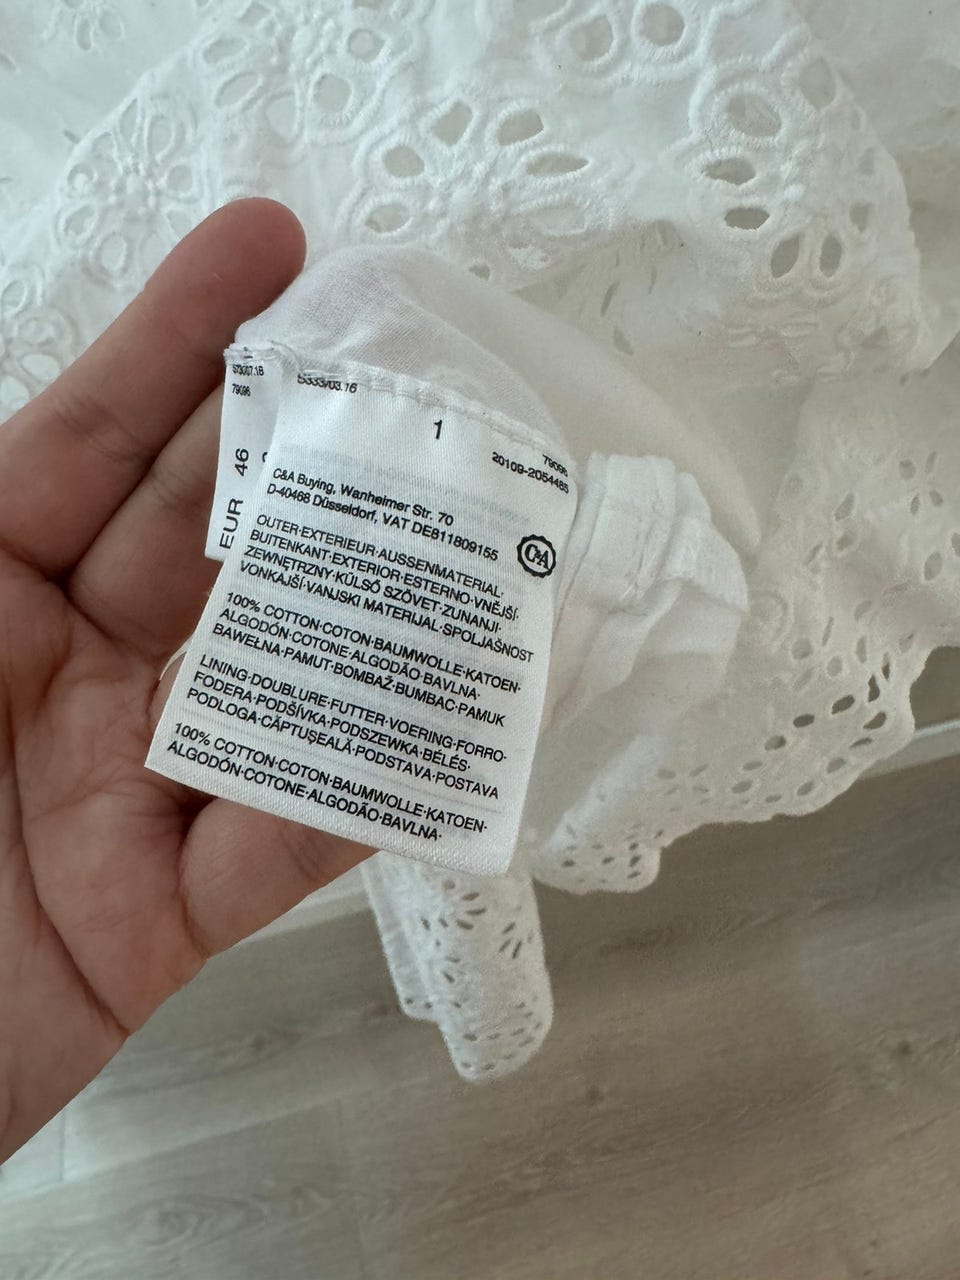 S73007.18
79096
EUR 46
S333/03.16
1
79096
20109-2054485
C&A Buying, Wanheimer Str. 70
D-40468 Düsseldorf, VAT DE811809155
C&A
OUTER·EXTERIEUR·AUSSENMATERIAL·
BUITENKANT·EXTERIOR·ESTERNO·VNĚJŠÍ·
ZEWNĘTRZNY·KÜLSŐ SZÖVET·ZUNANJI·
VONKAJŠÍ·VANJSKI MATERIJAL·SPOLJAŠNOST
100% COTTON·COTON·BAUMWOLLE·KATOEN·
ALGODÓN·COTONE·ALGODÃO·BAVLNA·
BAWEŁNA·PAMUT·BOMBAŽ·BUMBAC·PAMUK
LINING·DOUBLURE·FUTTER·VOERING·FORRO·
FODERA·PODŠÍVKA·PODSZEWKA·BÉLÉS·
PODLOGA·CĂPTUȘEALĂ·PODSTAVA·POSTAVA
100% COTTON·COTON·BAUMWOLLE·KATOEN·
ALGODÓN·COTONE·ALGODÃO·BAVLNA·